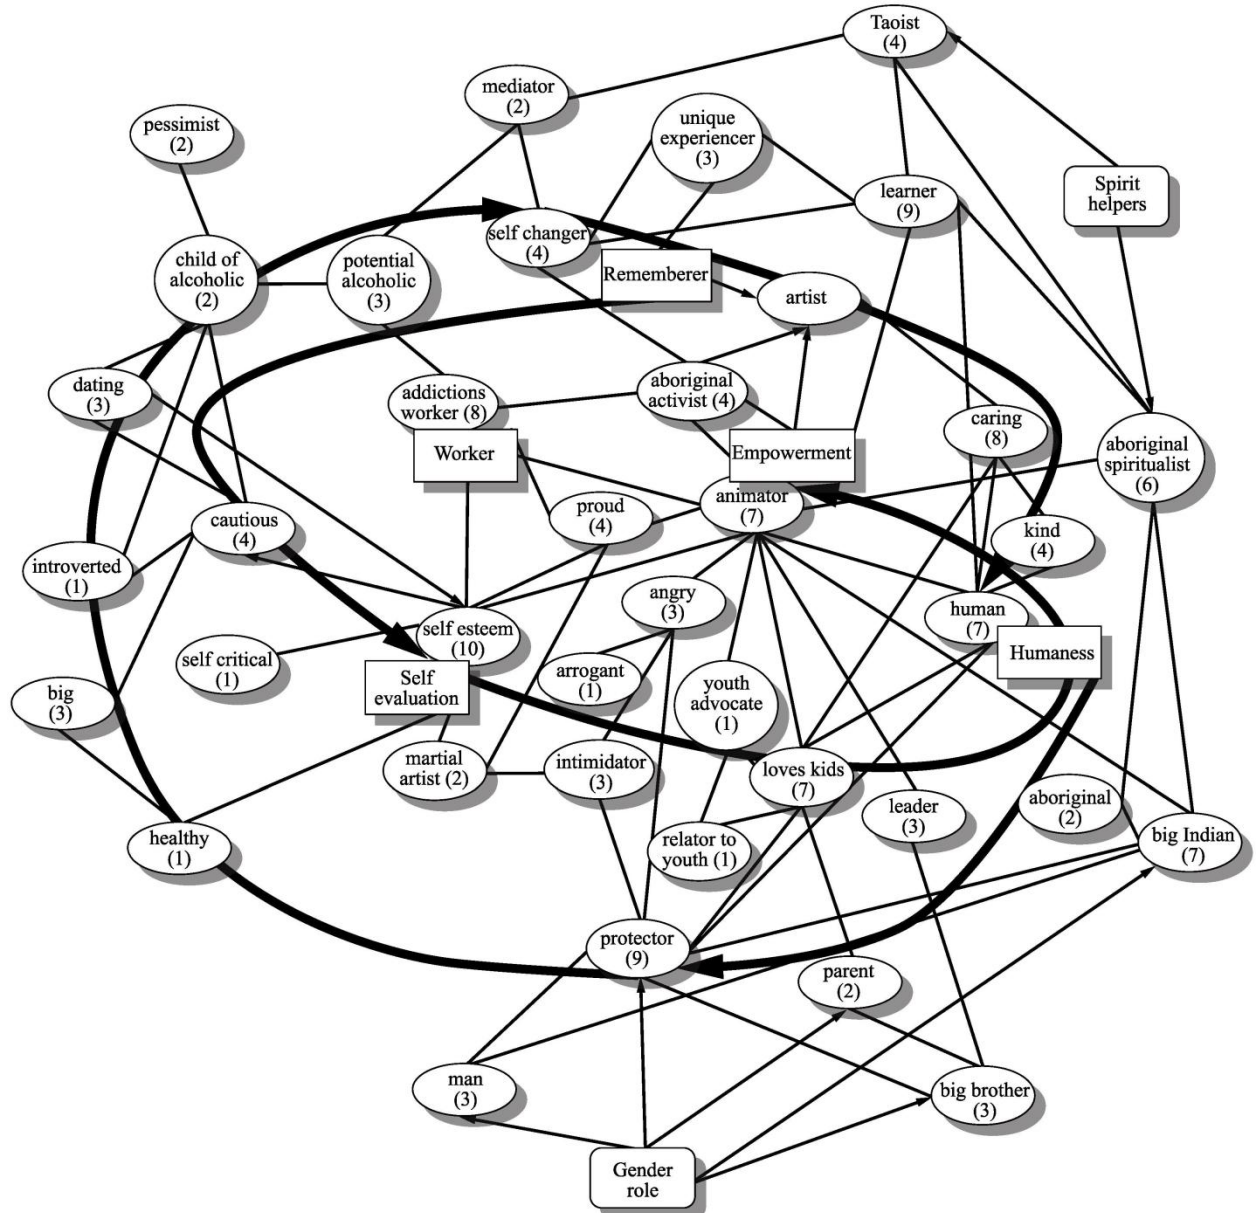 Taoist
(4)
mediator
(2)
unique
experiencer
(3)
pessimist
(2)
Spirit
helpers
learner
(9)
self changer
(4)
child of
alcoholic
(2)
potential
alcoholic
(3)
Rememberer
artist
dating
(3)
addictions
worker (8)
aboriginal
activist (4)
caring
(8)
aboriginal
spiritualist
(6)
Worker
Empowerment
cautious
(4)
proud
(4)
animator
(7)
kind
(4)
introverted
(1)
angry
(3)
human
(7)
self esteem
(10)
self critical
(1)
Humaness
arrogant
(1)
youth
advocate
(1)
Self
evaluation
big
(3)
martial
artist (2)
intimidator
(3)
loves kids
(7)
leader
(3)
aboriginal
(2)
healthy
(1)
relator to
youth (1)
big Indian
(7)
protector
(9)
parent
(2)
man
(3)
big brother
(3)
Gender
role